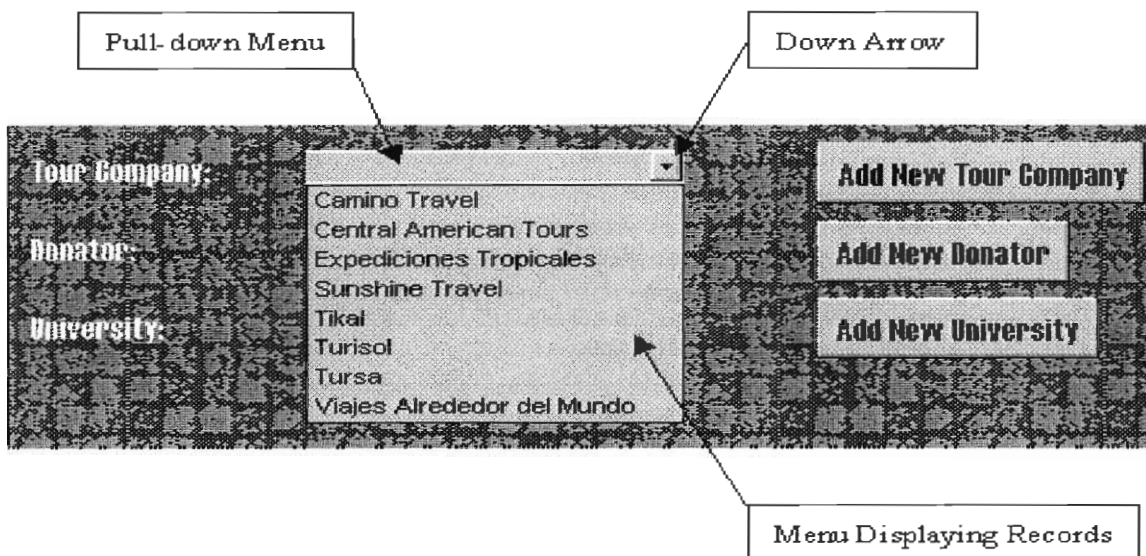 Pull-down Menu
Down Arrow
Tour Company:
Add New Tour Company
Camino Travel
Central American Tours
Donator:
Add New Donator
Expediciones Tropicales
Sunshine Travel
Tikal
University:
Add New University
Turisol
Tursa
Viajes Alrededor del Mundo
Menu Displaying Records